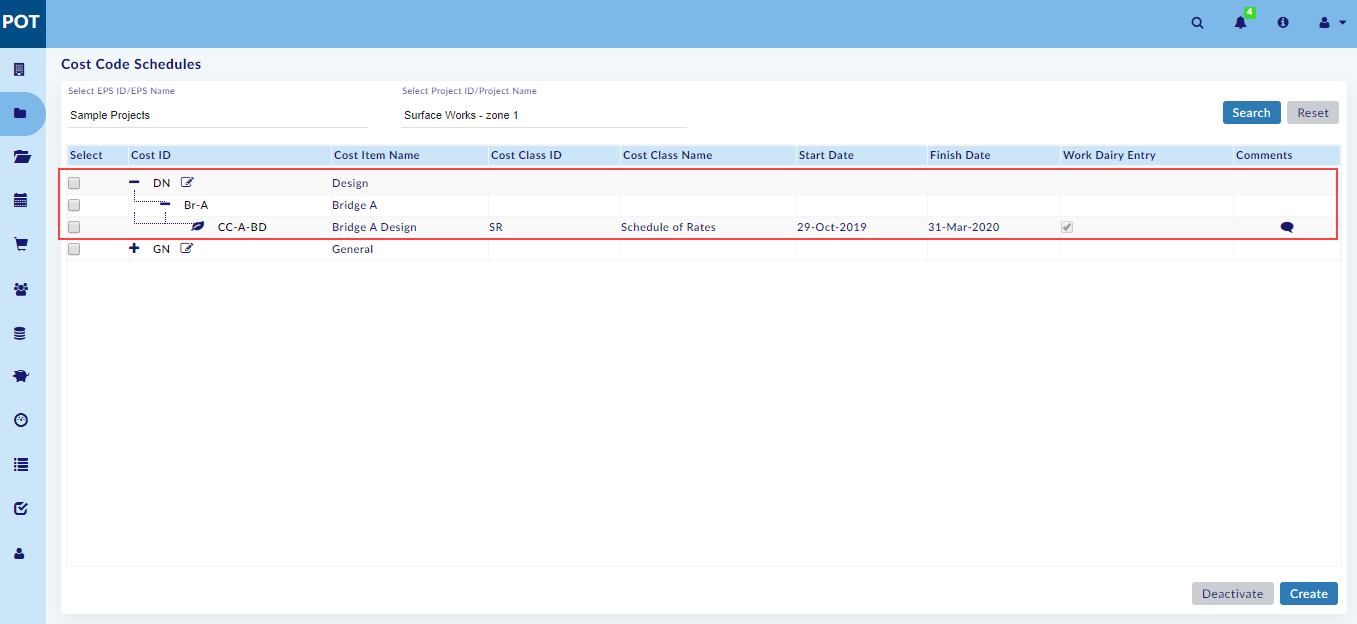 POT
4
Cost Code Schedules
Select EPS ID/EPS Name Select Project ID/Project Name
Sample Projects Surface Works - zone 1 Search Reset
Select Cost ID Cost Item Name Cost Class ID Cost Class Name Start Date Finish Date Work Dairy Entry Comments
DN Design
Br-A Bridge A
CC-A-BD Bridge A Design SR Schedule of Rates 29-Oct-2019 31-Mar-2020
GN General
Deactivate Create